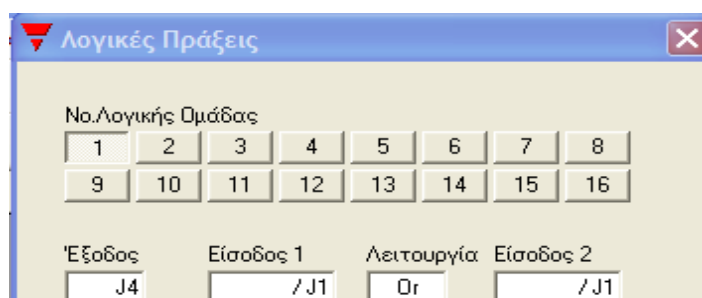 Λογικές Πράξεις
Νο.Λογικής Ομάδας
1 2 3 4 5 6 7 8
9 10 11 12 13 14 15 16
Έξοδος Είσοδος 1 Λειτουργία Είσοδος 2
J4 / J1 Or / J1